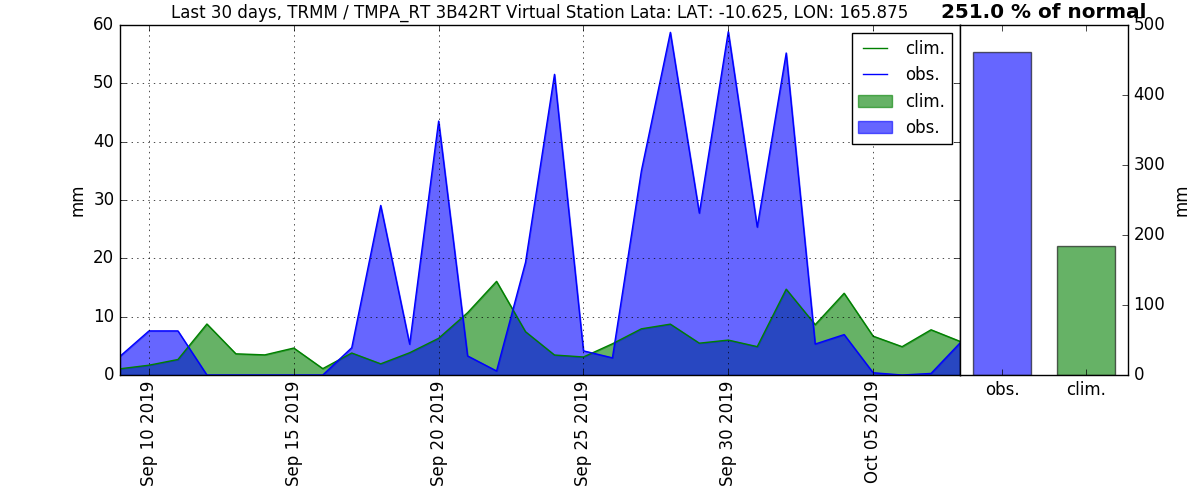 Last 30 days, TRMM / TMPA_RT 3B42RT Virtual Station Lata: LAT: -10.625, LON: 165.875
251.0 % of normal
60
50
40
30
20
10
0
mm
clim.
obs.
clim.
obs.
Sep 10 2019
Sep 15 2019
Sep 20 2019
Sep 25 2019
Sep 30 2019
Oct 05 2019
500
400
300
200
100
0
mm
obs.
clim.